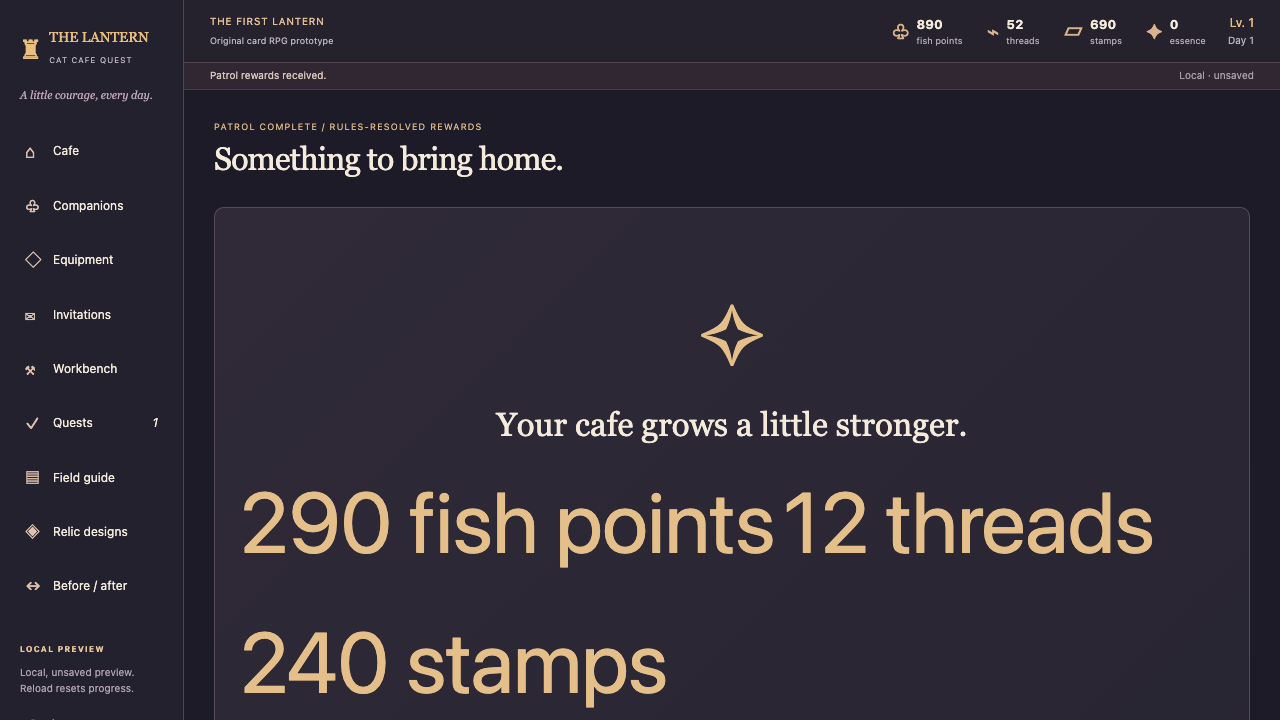 THE LANTERN
CAT CAFE QUEST
A little courage, every day.
Cafe
Companions
Equipment
Invitations
Workbench
Quests 1
Field guide
Relic designs
Before / after
LOCAL PREVIEW
Local, unsaved preview.
Reload resets progress.
THE FIRST LANTERN
Original card RPG prototype
890
fish points
52
threads
690
stamps
0
essence
Lv. 1
Day 1
Patrol rewards received.
Local · unsaved
PATROL COMPLETE / RULES-RESOLVED REWARDS
Something to bring home.
Your cafe grows a little stronger.
290 fish points 12 threads
240 stamps